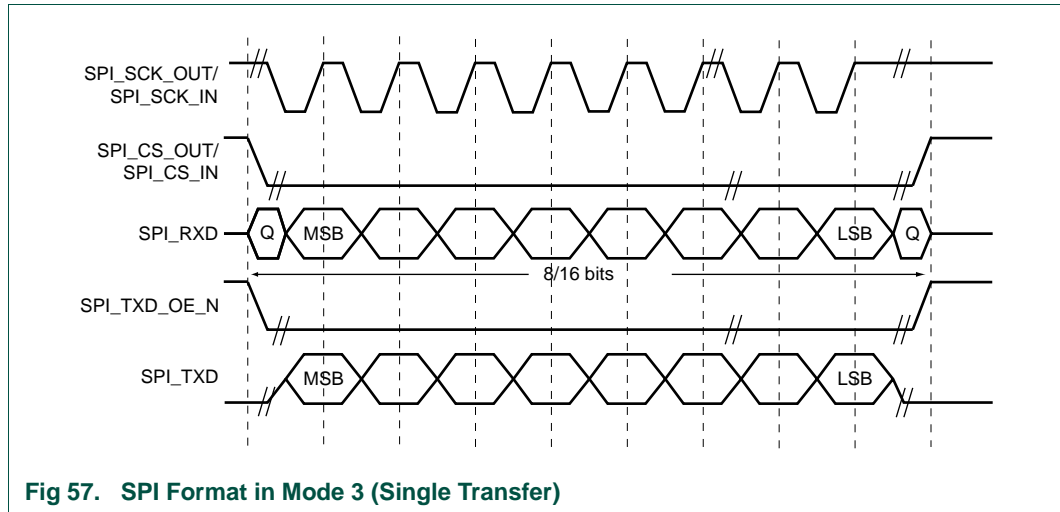 SPI_SCK_OUT/
SPI_SCK_IN
SPI_CS_OUT/
SPI_CS_IN
SPI_RXD
Q
MSB
LSB
Q
8/16 bits
SPI_TXD_OE_N
SPI_TXD
MSB
LSB
Fig 57. SPI Format in Mode 3 (Single Transfer)